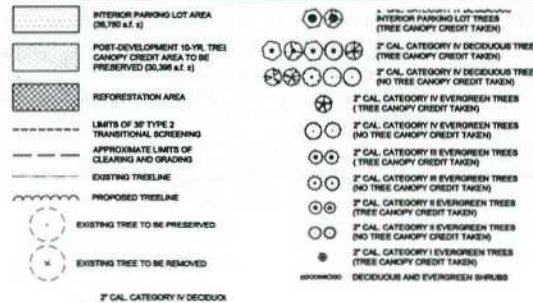 INTERIOR PARKING LOT AREA
(36,780 s.f. ±)
POST-DEVELOPMENT 10-YR. TREE
CANOPY CREDIT AREA TO BE
PRESERVED (30,396 s.f. ±)
REFORESTATION AREA
LIMITS OF 35' TYPE 2
TRANSITIONAL SCREENING
APPROXIMATE LIMITS OF
CLEARING AND GRADING
EXISTING TREELINE
PROPOSED TREELINE
EXISTING TREE TO BE PRESERVED
EXISTING TREE TO BE REMOVED
2" CAL. CATEGORY IV DECIDUOU
2" CAL. CATEGORY IV DECIDUOUS
INTERIOR PARKING LOT TREES
(TREE CANOPY CREDIT TAKEN)
2" CAL. CATEGORY IV DECIDUOUS TREE
(TREE CANOPY CREDIT TAKEN)
2" CAL. CATEGORY IV DECIDUOUS TREE
(NO TREE CANOPY CREDIT TAKEN)
2" CAL. CATEGORY IV EVERGREEN TREES
( TREE CANOPY CREDIT TAKEN)
2" CAL. CATEGORY IV EVERGREEN TREES
(NO TREE CANOPY CREDIT TAKEN)
2" CAL. CATEGORY III EVERGREEN TREES
( TREE CANOPY CREDIT TAKEN)
2" CAL. CATEGORY III EVERGREEN TREES
(NO TREE CANOPY CREDIT TAKEN)
2" CAL. CATEGORY II EVERGREEN TREES
(TREE CANOPY CREDIT TAKEN)
2" CAL. CATEGORY II EVERGREEN TREES
(NO TREE CANOPY CREDIT TAKEN)
2" CAL. CATEGORY I EVERGREEN TREES
(TREE CANOPY CREDIT TAKEN)
DECIDUOUS AND EVERGREEN SHRUBS